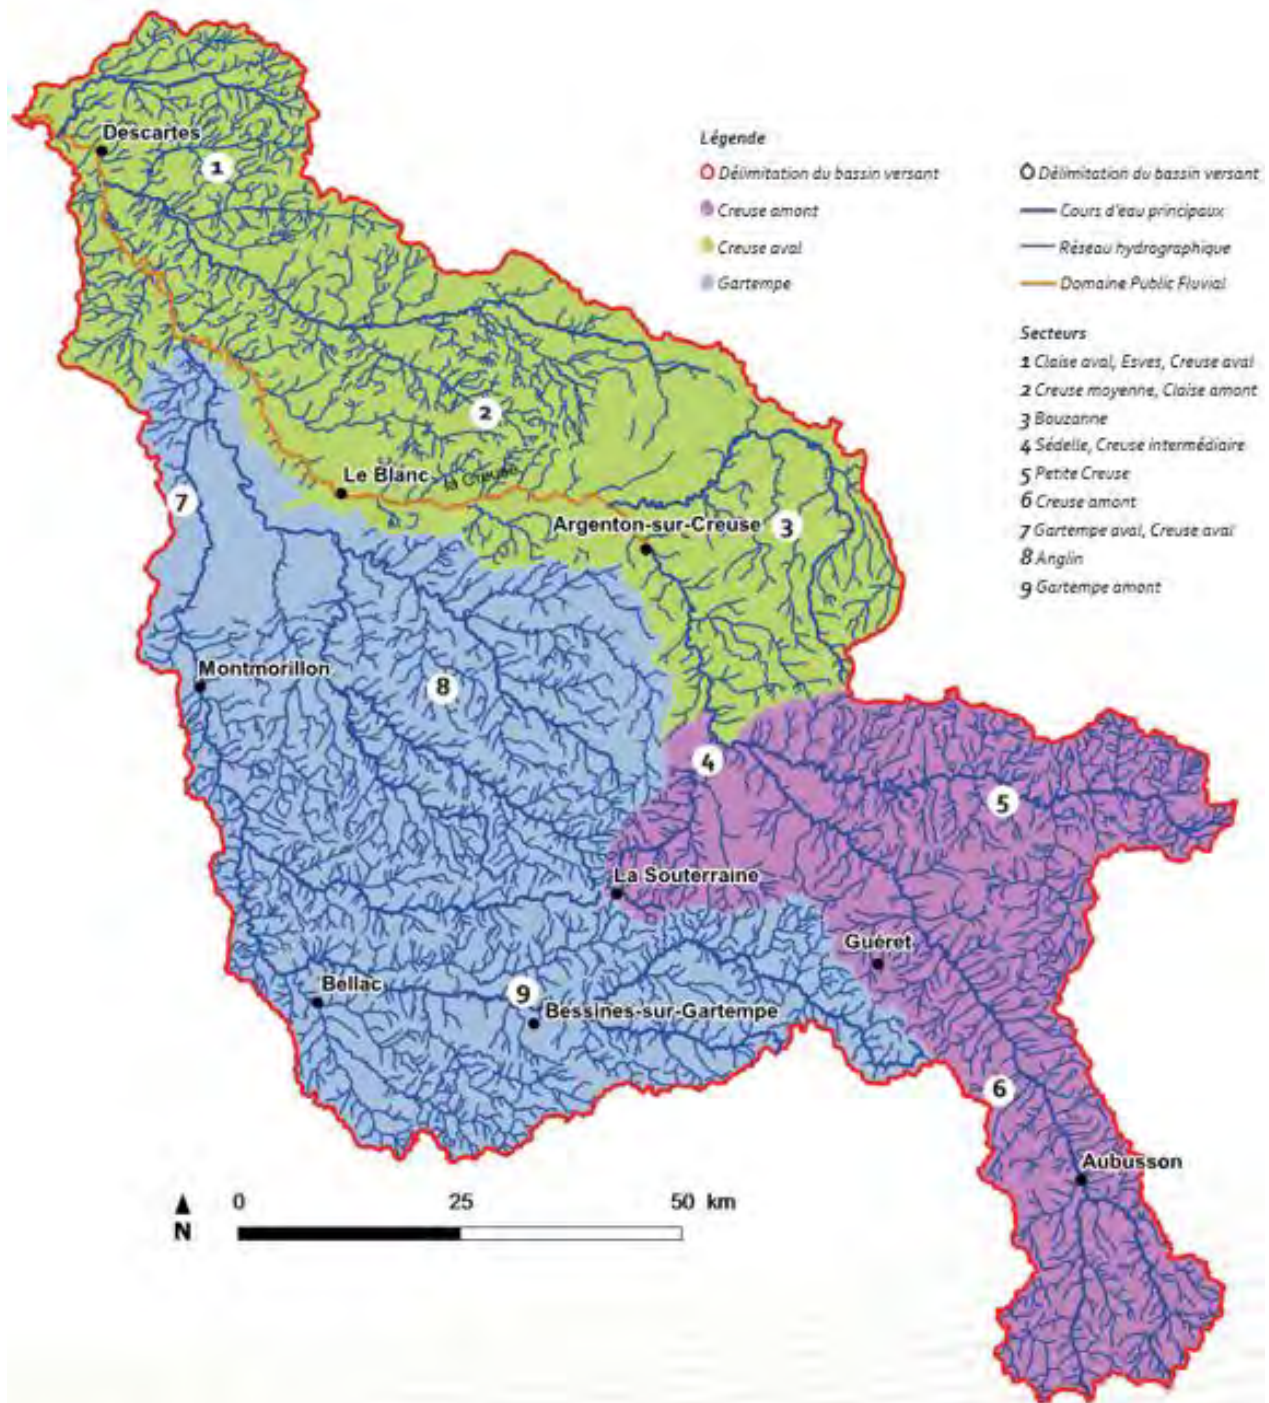 Descartes
1
Légende
Délimitation du bassin versant
Creuse amont
Creuse aval
Gartempe
Délimitation du bassin versant
Cours d'eau principaux
Réseau hydrographique
Domaine Public Fluvial
Secteurs
1 Claise aval, Esves, Creuse aval
2 Creuse moyenne, Claise amont
3 Bouzanne
4 Sédelle, Creuse intermédiaire
5 Petite Creuse
6 Creuse amont
7 Gartempe aval, Creuse aval
8 Anglin
9 Gartempe amont
2
Le Blanc
la Creuse
7
Argenton-sur-Creuse
3
Montmorillon
8
4
5
La Souterraine
Guéret
Bellac
9
Bessines-sur-Gartempe
6
Aubusson
N
0 25 50 km